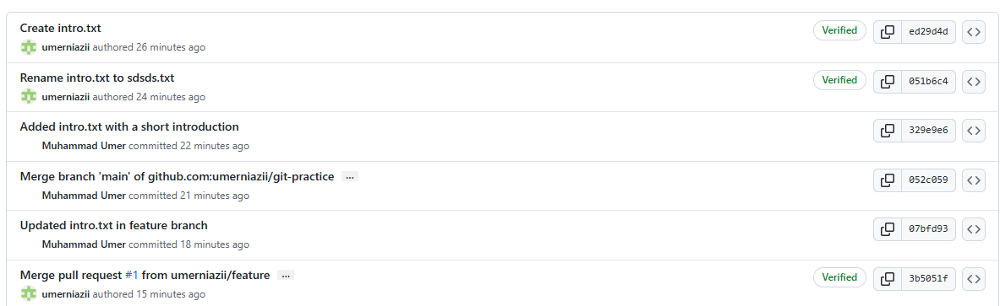 Create intro.txt
umerniazii authored 26 minutes ago
Verified
ed29d4d
Rename intro.txt to sdsds.txt
umerniazii authored 24 minutes ago
Verified
051b6c4
Added intro.txt with a short introduction
Muhammad Umer committed 22 minutes ago
329e9e6
Merge branch 'main' of github.com:umerniazii/git-practice ...
Muhammad Umer committed 21 minutes ago
052c059
Updated intro.txt in feature branch
Muhammad Umer committed 18 minutes ago
07bfd93
Merge pull request #1 from umerniazii/feature ...
umerniazii authored 15 minutes ago
Verified
3b5051f